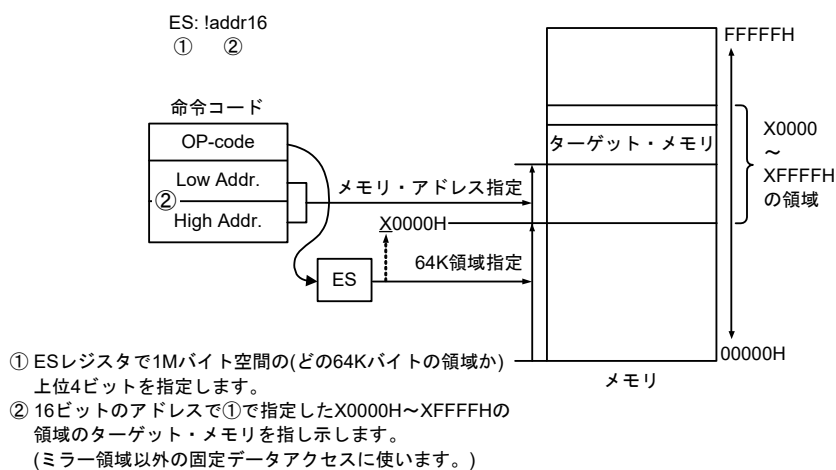 ES: !addr16
① ②
命令コード
OP-code
Low Addr.
②
High Addr.
メモリ・アドレス指定
X0000H
64K領域指定
ES
FFFFFH
ターゲット・メモリ
X0000
～
XFFFFH
の領域
00000H
メモリ
① ESレジスタで1Mバイト空間の(どの64Kバイトの領域か)
上位4ビットを指定します。
② 16ビットのアドレスで①で指定したX0000H～XFFFFHの
領域のターゲット・メモリを指し示します。
(ミラー領域以外の固定データアクセスに使います。)